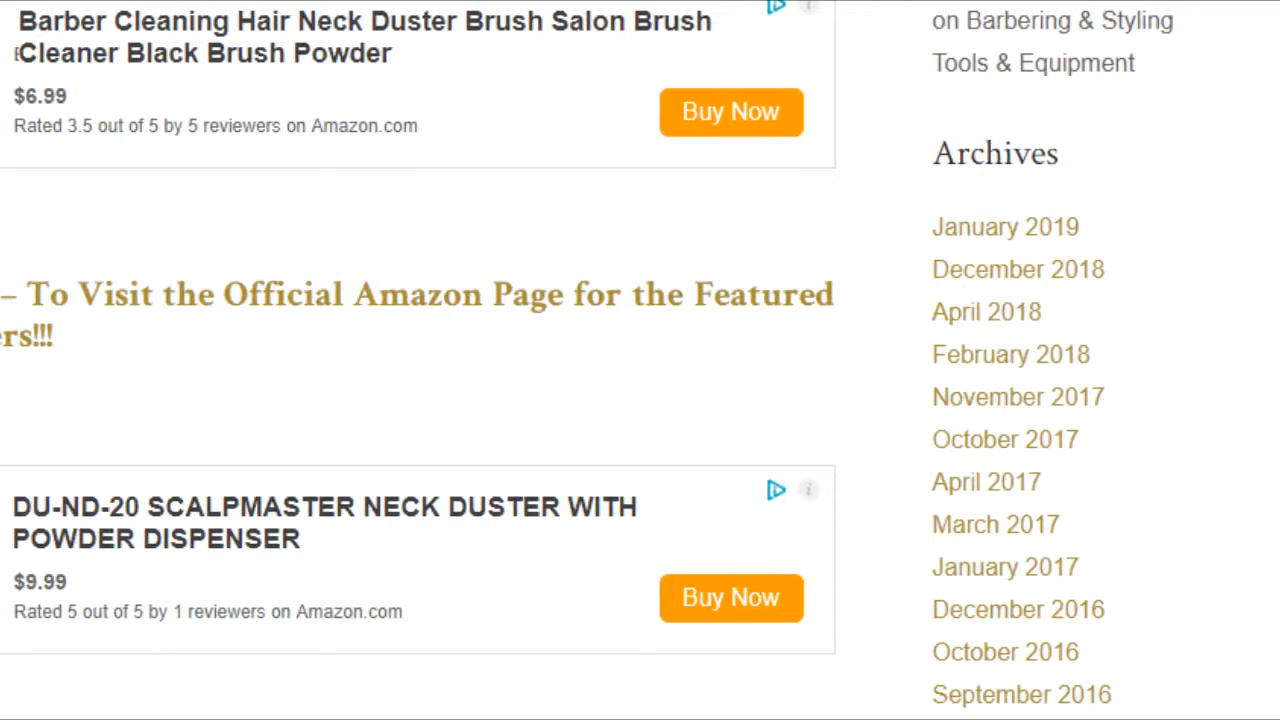 Barber Cleaning Hair Neck Duster Brush Salon Brush
Cleaner Black Brush Powder
$6.99
Rated 3.5 out of 5 by 5 reviewers on Amazon.com
Buy Now
– To Visit the Official Amazon Page for the Featured
ers!!!
DU-ND-20 SCALPMASTER NECK DUSTER WITH
POWDER DISPENSER
$9.99
Rated 5 out of 5 by 1 reviewers on Amazon.com
Buy Now
on Barbering & Styling
Tools & Equipment
Archives
January 2019
December 2018
April 2018
February 2018
November 2017
October 2017
April 2017
March 2017
January 2017
December 2016
October 2016
September 2016